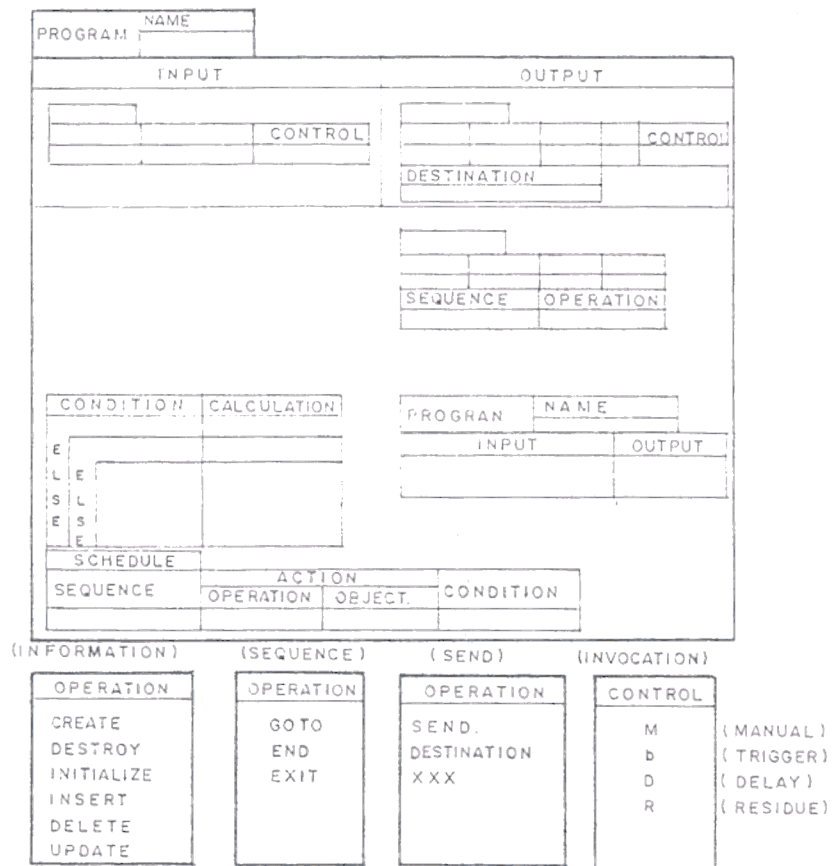 NAME
PROGRAM
INPUT OUTPUT
CONTROL CONTROL
DESTINATION
SEQUENCE OPERATION
CONDITION CALCULATION
PROGRAN NAME
INPUT OUTPUT
E
L E
S L
E S
E
SCHEDULE
SEQUENCE ACTION CONDITION
OPERATION OBJECT.
(INFORMATION) (SEQUENCE) (SEND) (INVOCATION)
OPERATION OPERATION OPERATION CONTROL
CREATE GO TO SEND. M (MANUAL)
DESTROY END DESTINATION b (TRIGGER)
INITIALIZE EXIT XXX D (DELAY)
INSERT R (RESIDUE)
DELETE
UPDATE